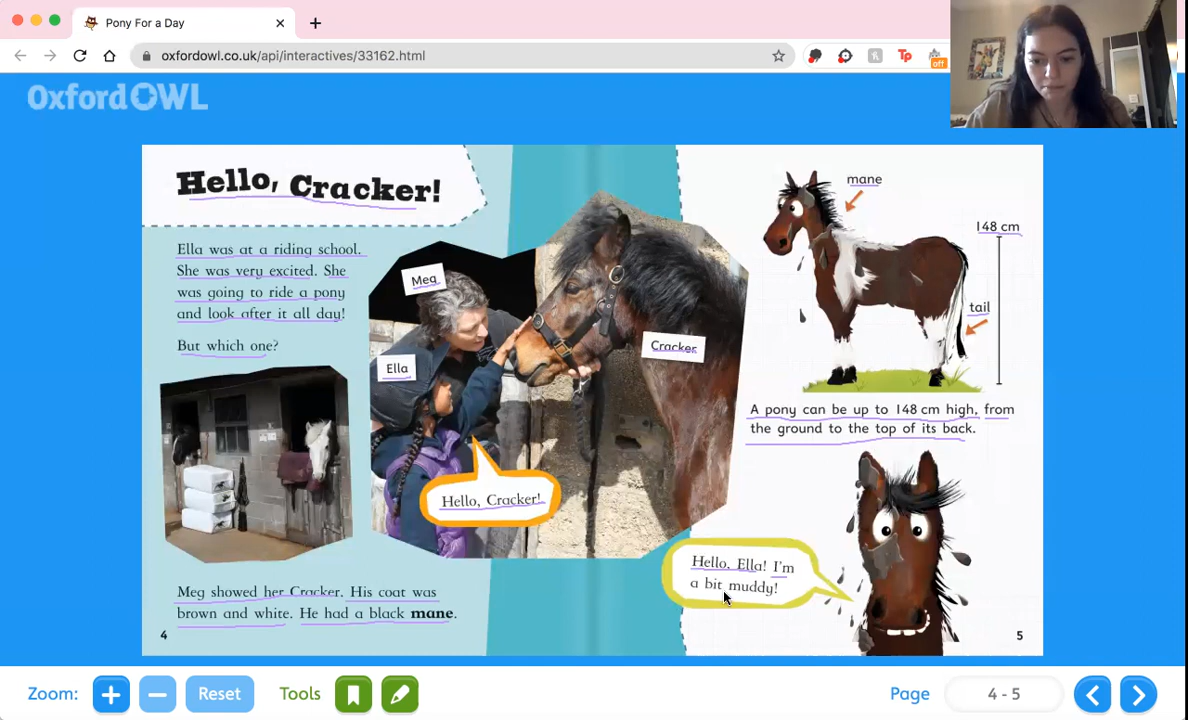 Pony For a Day
oxfordowl.co.uk/api/interactives/33162.html
Tp
off
Oxford OWL
Hello, Cracker!
Ella was at a riding school.
She was very excited. She
was going to ride a pony
and look after it all day!
But which one?
Meg
Ella
Cracker
Hello, Cracker!
Meg showed her Cracker. His coat was
brown and white. He had a black mane.
4
mane
148 cm
tail
A pony can be up to 148 cm high, from
the ground to the top of its back.
Hello, Ella! I'm
a bit muddy!
5
Zoom:
Reset
Tools
Page
4 - 5